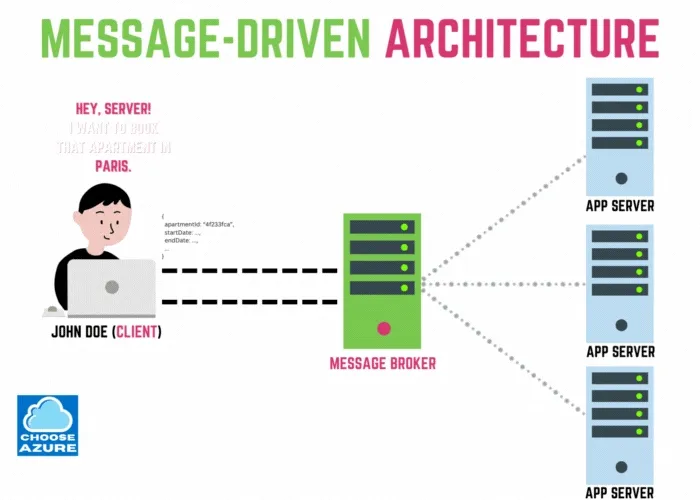 MESSAGE-DRIVEN ARCHITECTURE
HEY, SERVER!
I WANT TO BOOK
THAT APARTMENT IN
PARIS.
{
apartmentId: "4f233fca",
startDate: ...,
endDate: ...,
...
}
JOHN DOE (CLIENT)
MESSAGE BROKER
APP SERVER
APP SERVER
APP SERVER
CHOOSE
AZURE